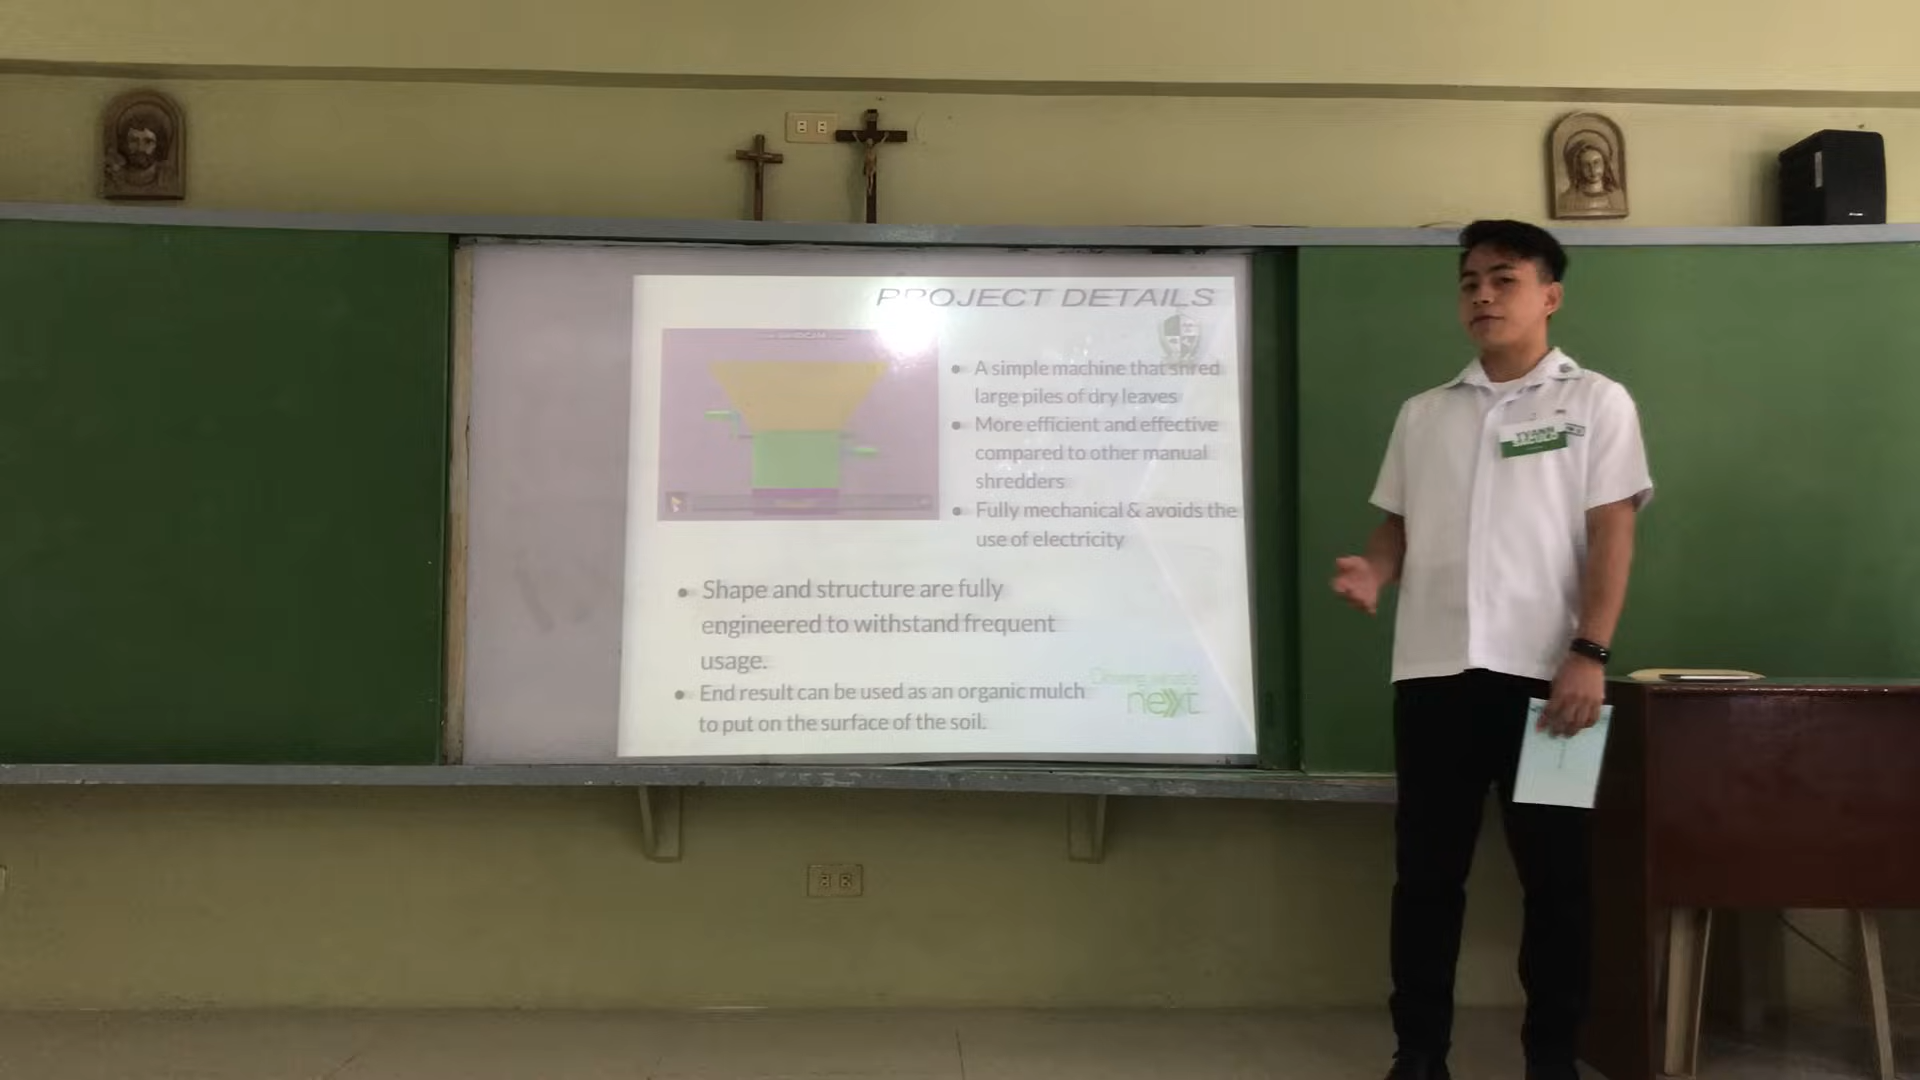 PROJECT DETAILS
A simple machine that shred
large piles of dry leaves
More efficient and effective
compared to other manual
shredders
Fully mechanical & avoids the
use of electricity
Shape and structure are fully
engineered to withstand frequent
usage.
End result can be used as an organic mulch
to put on the surface of the soil.
next